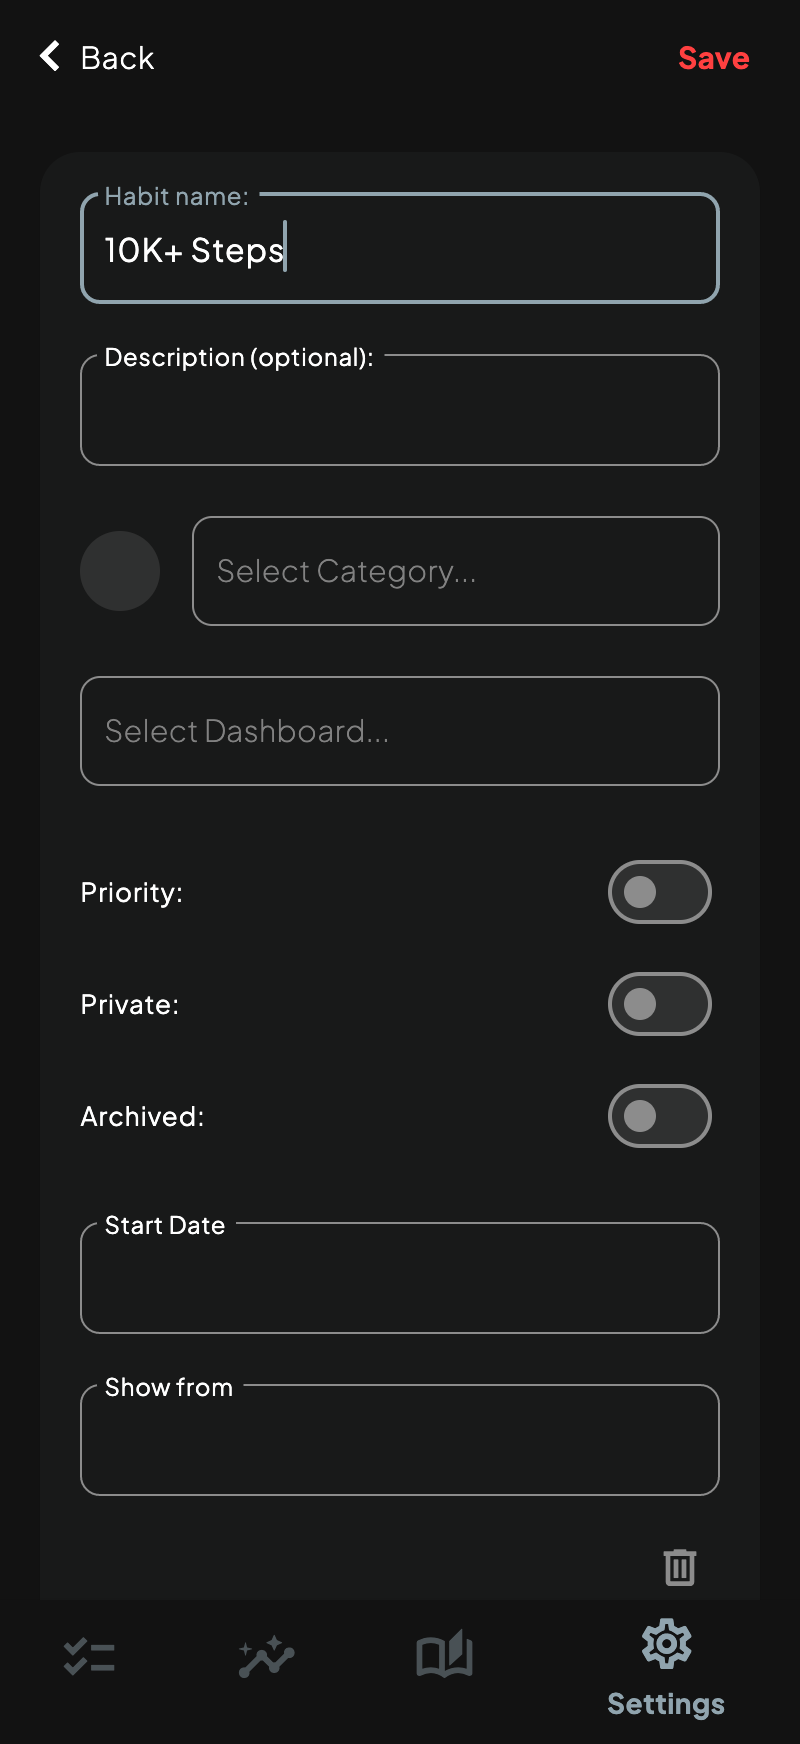 Back
Save
Habit name:
10K+ Steps
Description (optional):
Select Category...
Select Dashboard...
Priority:
Private:
Archived:
Start Date
Show from
Settings